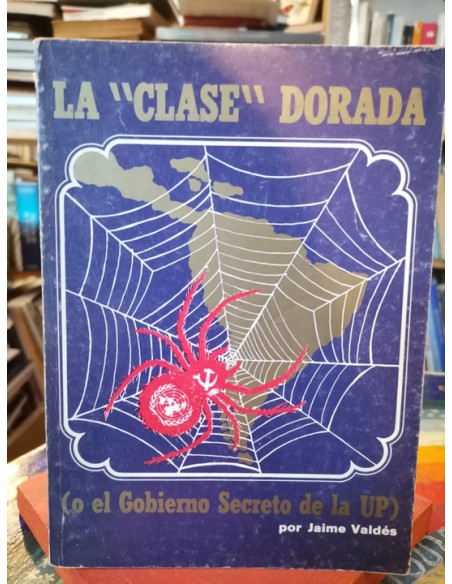 LA "CLASE" DORADA
(o el Gobierno Secreto de la UP)
por Jaime Valdés